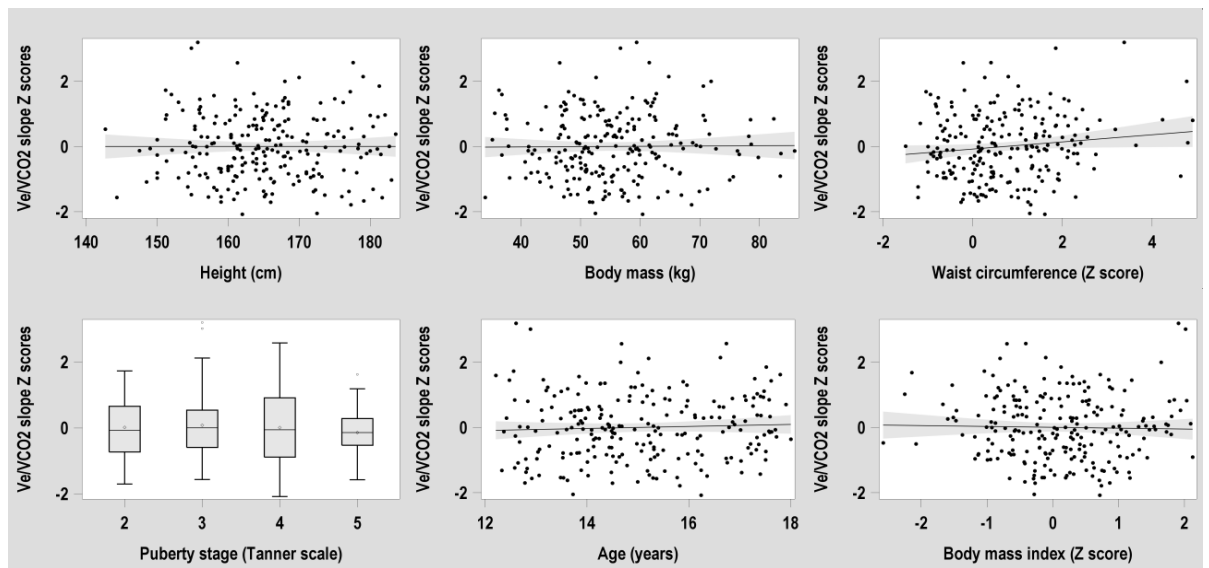 Ve/VCO2 slope Z scores
2
0
-2
140 150 160 170 180
Height (cm)
Ve/VCO2 slope Z scores
2
0
-2
40 50 60 70 80
Body mass (kg)
Ve/VCO2 slope Z scores
2
0
-2
-2 0 2 4
Waist circumference (Z score)
Ve/VCO2 slope Z scores
2
0
-2
2 3 4 5
Puberty stage (Tanner scale)
Ve/VCO2 slope Z scores
2
0
-2
12 14 16 18
Age (years)
Ve/VCO2 slope Z scores
2
0
-2
-2 -1 0 1 2
Body mass index (Z score)